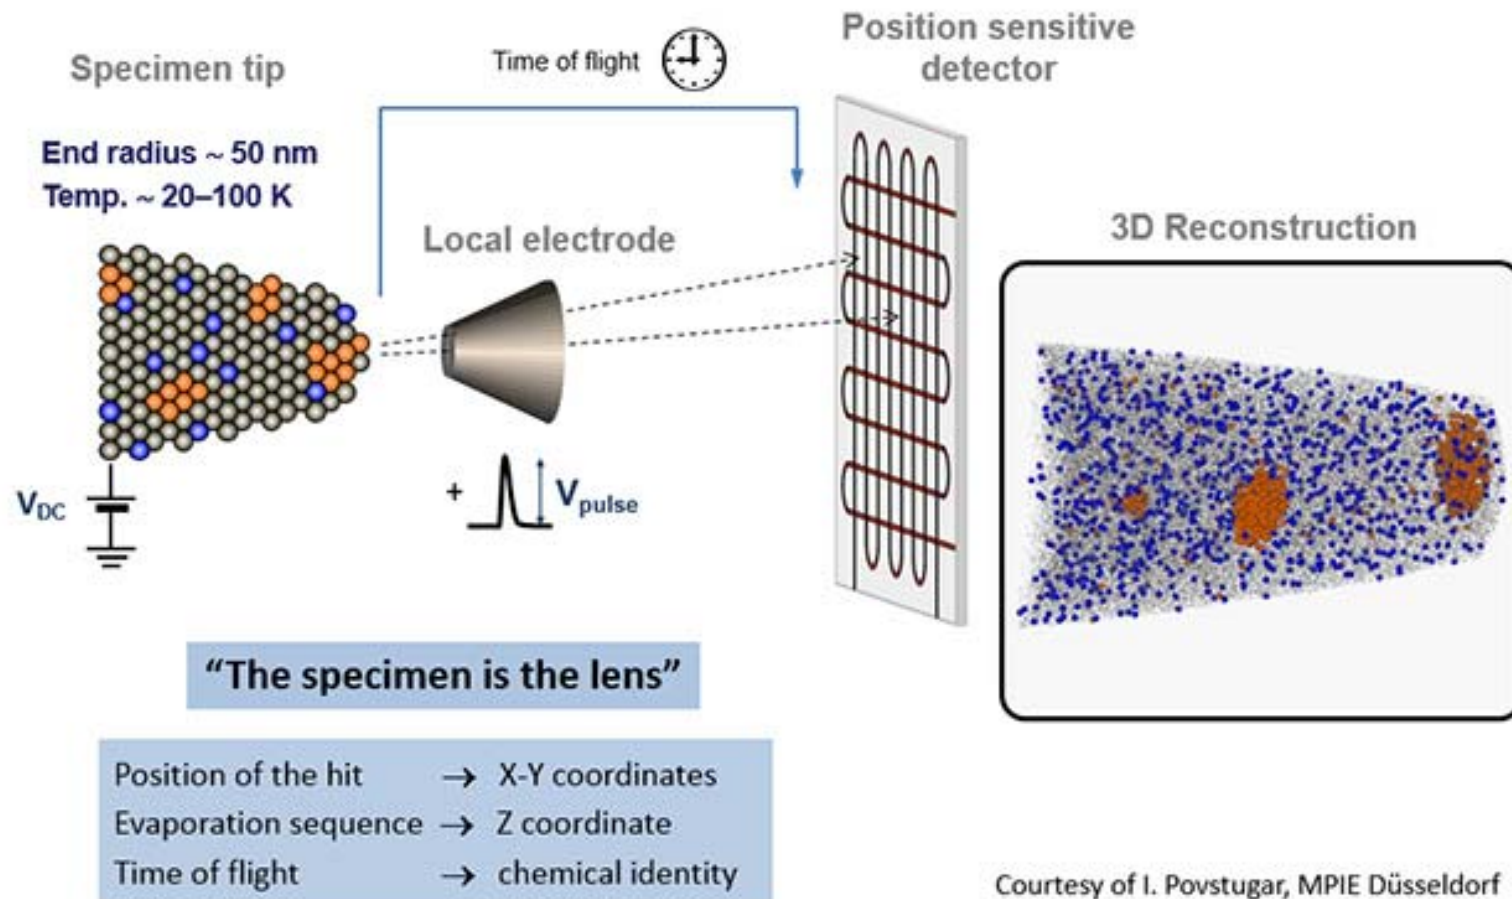 Specimen tip
End radius ~ 50 nm
Temp. ~ 20–100 K
Time of flight
Position sensitive
detector
Local electrode
3D Reconstruction
V_DC
+ V_pulse
“The specimen is the lens”
Position of the hit → X-Y coordinates
Evaporation sequence → Z coordinate
Time of flight → chemical identity
Courtesy of I. Povstugar, MPIE Düsseldorf